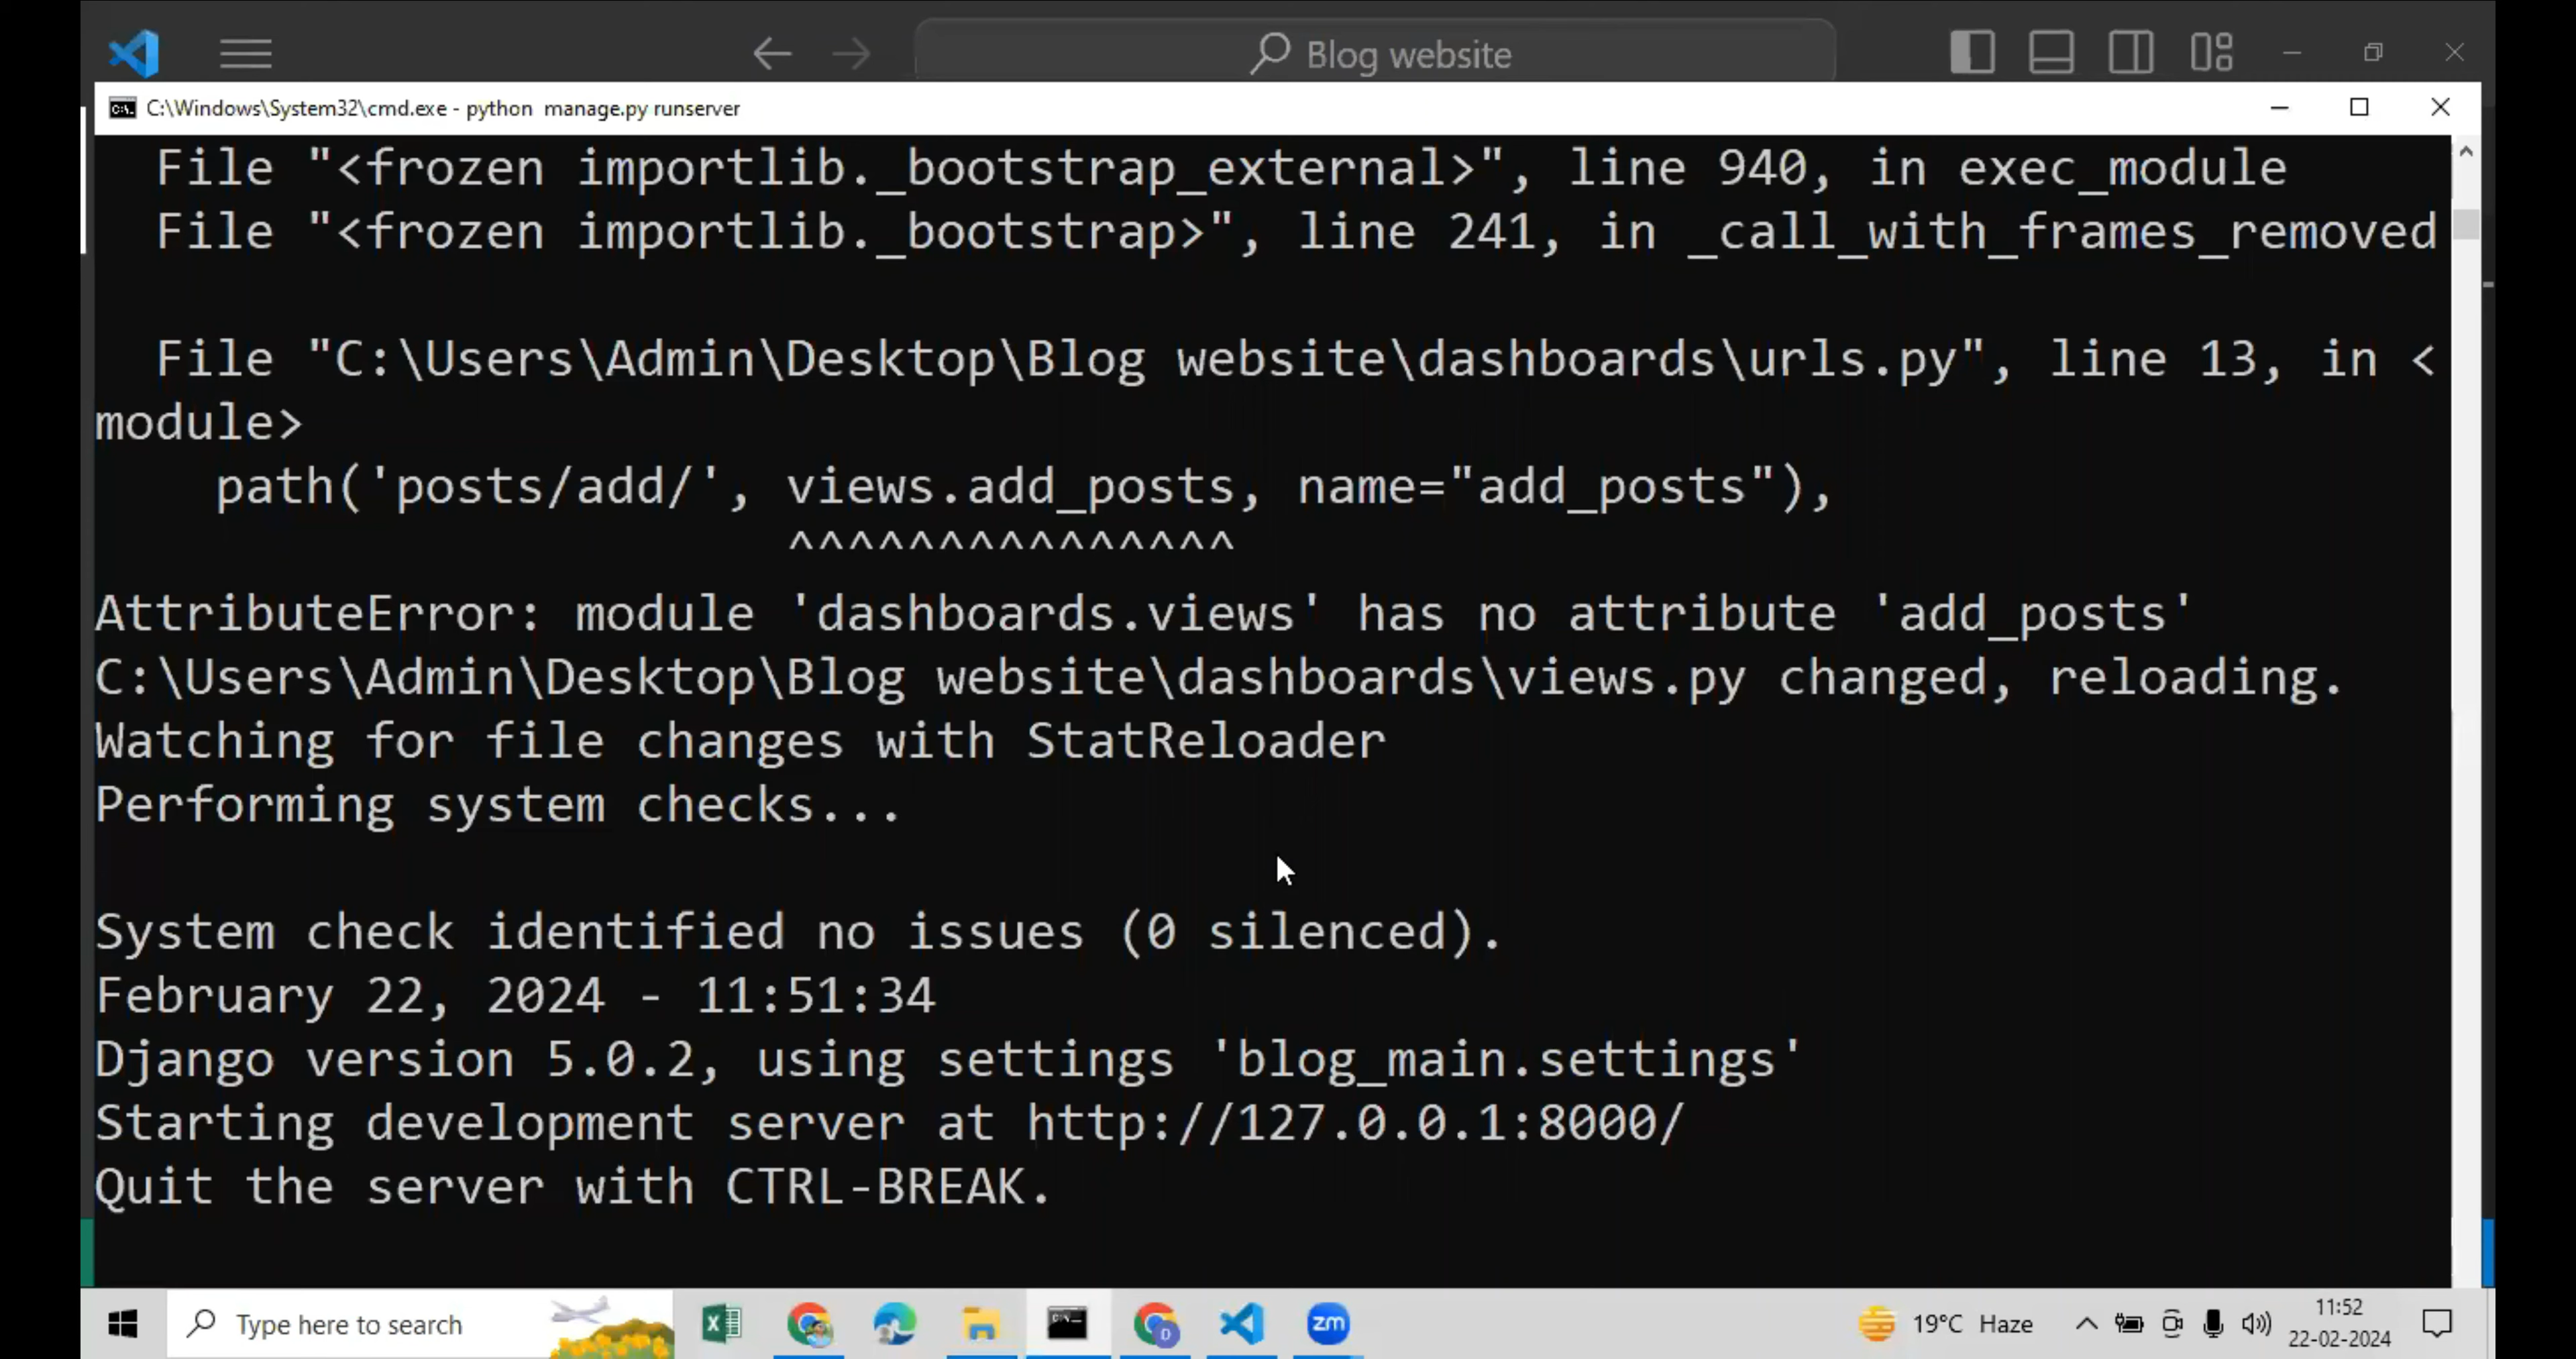 Blog website
C:\Windows\System32\cmd.exe - python  manage.py runserver
  File "<frozen importlib._bootstrap_external>", line 940, in exec_module
  File "<frozen importlib._bootstrap>", line 241, in _call_with_frames_removed
  File "C:\Users\Admin\Desktop\Blog website\dashboards\urls.py", line 13, in <
module>
    path('posts/add/', views.add_posts, name="add_posts"),
                       ^^^^^^^^^^^^^^^
AttributeError: module 'dashboards.views' has no attribute 'add_posts'
C:\Users\Admin\Desktop\Blog website\dashboards\views.py changed, reloading.
Watching for file changes with StatReloader
Performing system checks...
System check identified no issues (0 silenced).
February 22, 2024 - 11:51:34
Django version 5.0.2, using settings 'blog_main.settings'
Starting development server at http://127.0.0.1:8000/
Quit the server with CTRL-BREAK.
Type here to search
D
zm
19°C Haze
11:52
22-02-2024